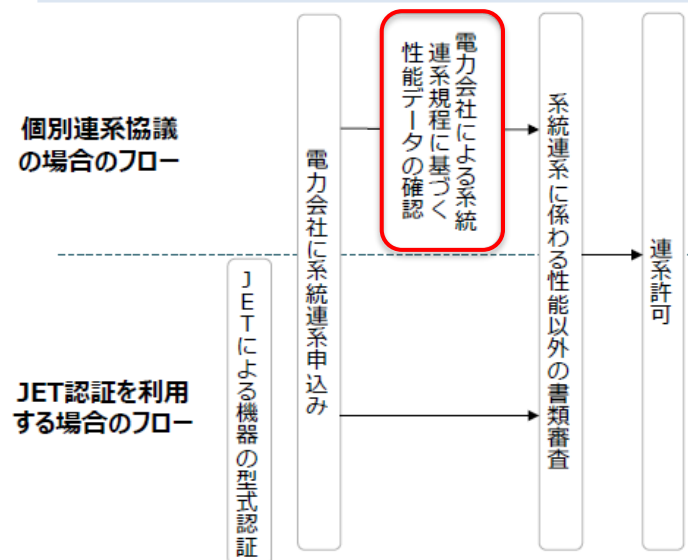 個別連系協議
の場合のフロー
JET認証を利用
する場合のフロー
JETによる機器の型式認証
電力会社に系統連系申込み
電力会社による系統
連系規程に基づく
性能データの確認
系統連系に係わる性能以外の書類審査
連系許可